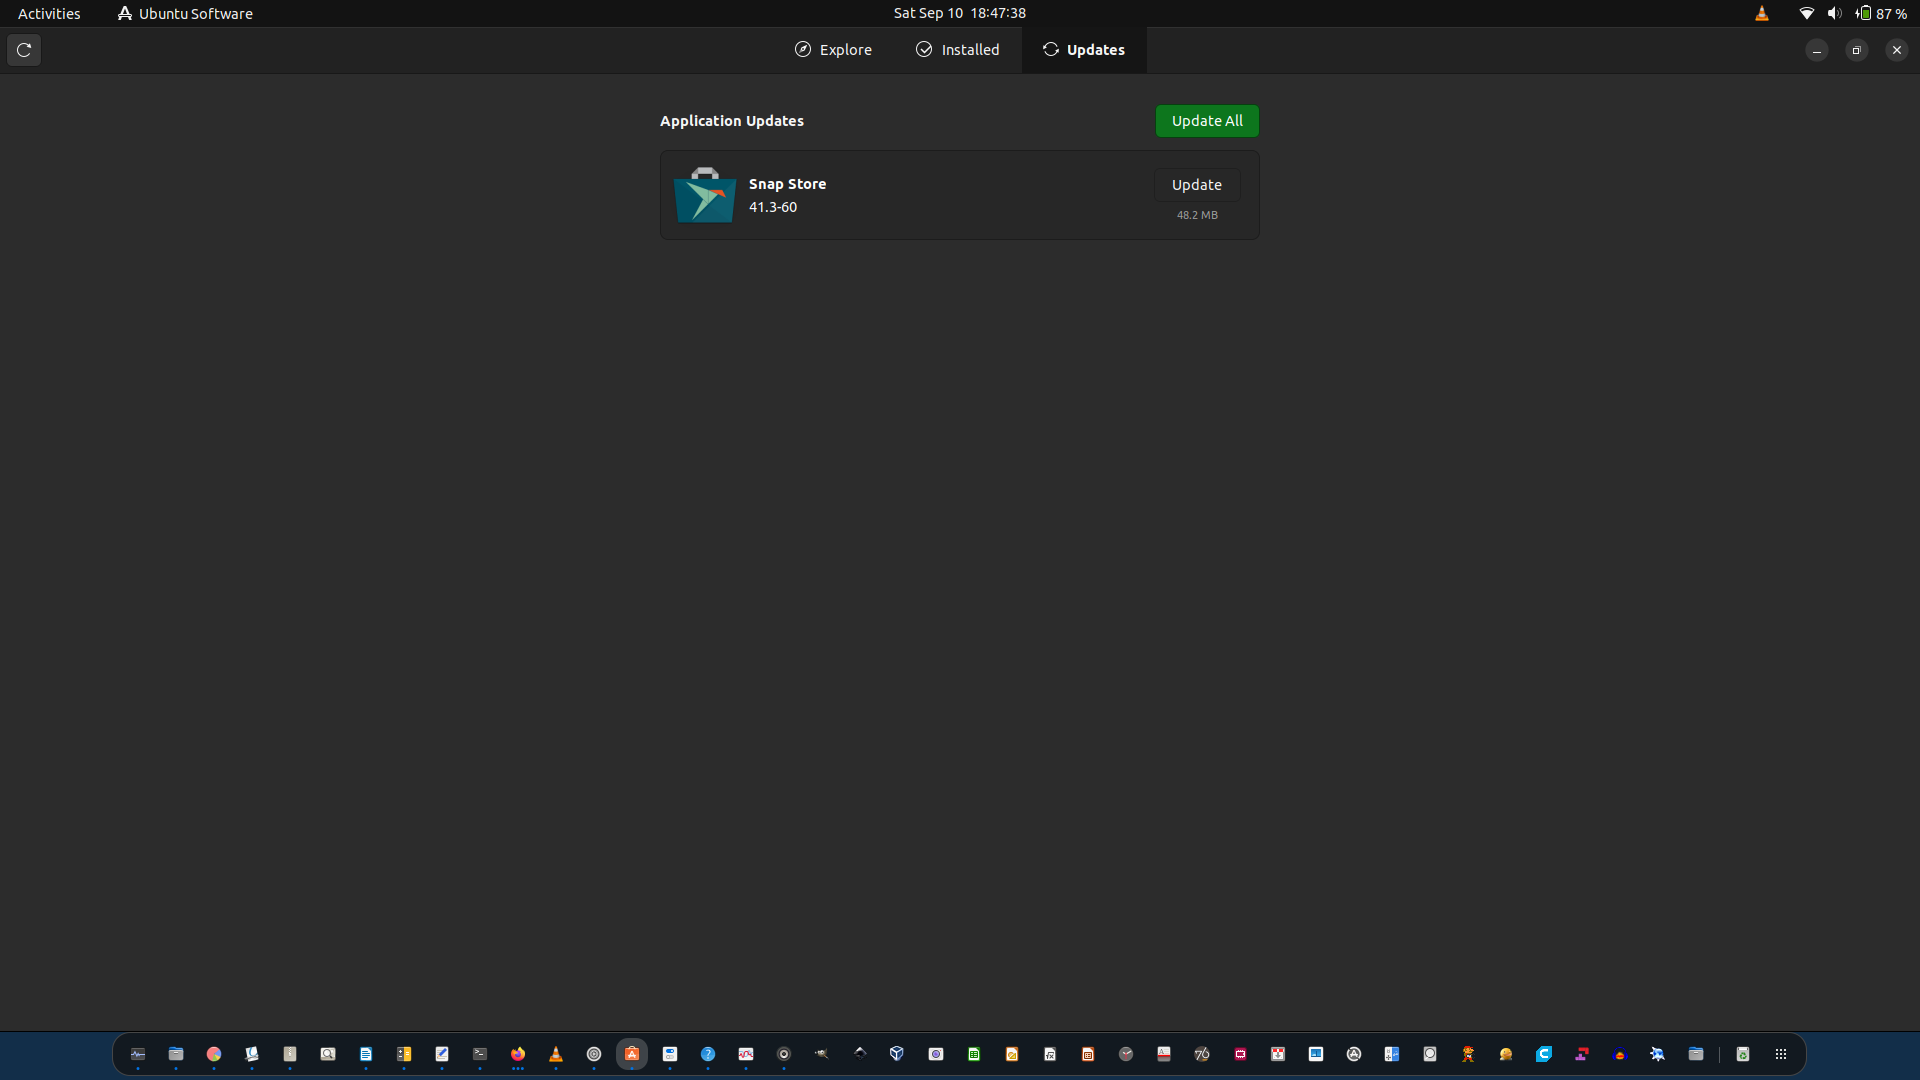 Activities
Ubuntu Software
Sat Sep 10 18:47:38
87 %
Explore
Installed
Updates
Application Updates
Update All
Snap Store
41.3-60
Update
48.2 MB
?
76